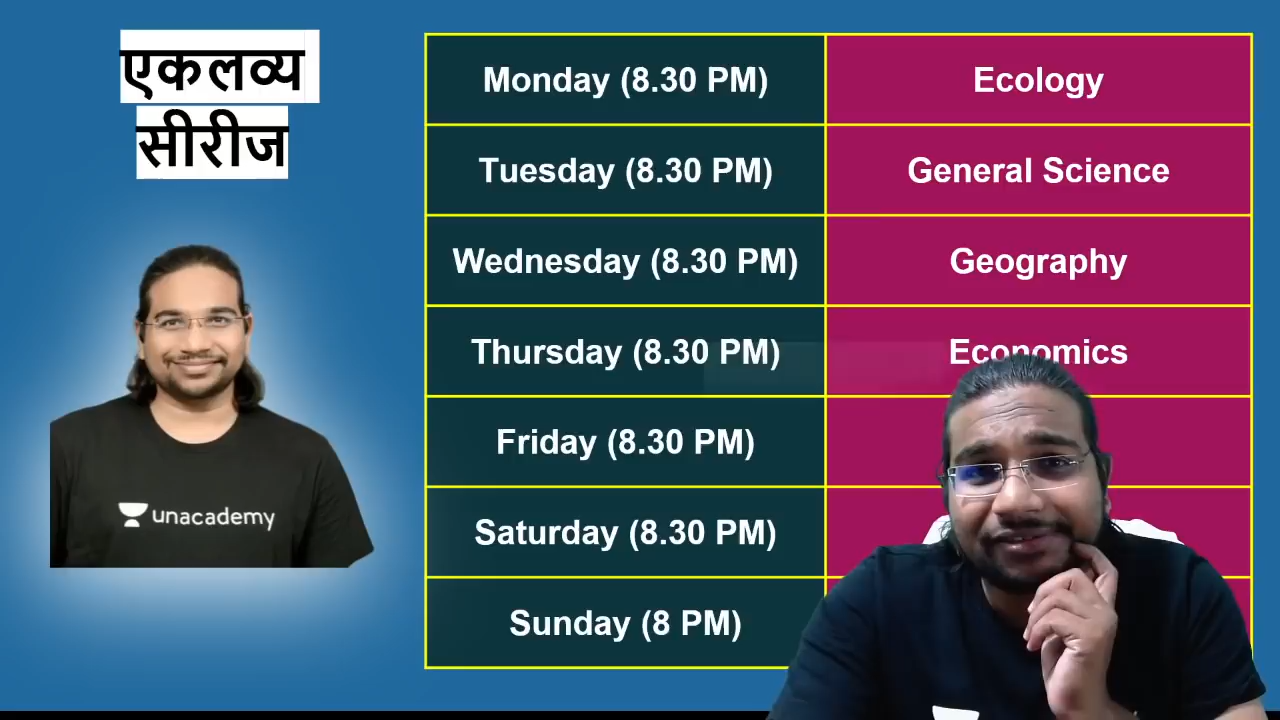 एकलव्य
सीरीज
Monday (8.30 PM) Ecology
Tuesday (8.30 PM) General Science
Wednesday (8.30 PM) Geography
Thursday (8.30 PM) Economics
Friday (8.30 PM)
Saturday (8.30 PM)
Sunday (8 PM)
unacademy